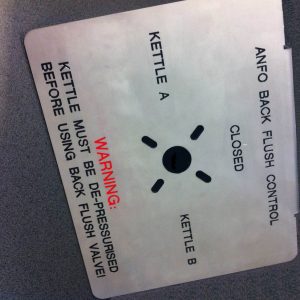 ANFO BACK FLUSH CONTROL
CLOSED
KETTLE A
KETTLE B
WARNING:
KETTLE MUST BE DE-PRESSURISED
BEFORE USING BACK FLUSH VALVE!